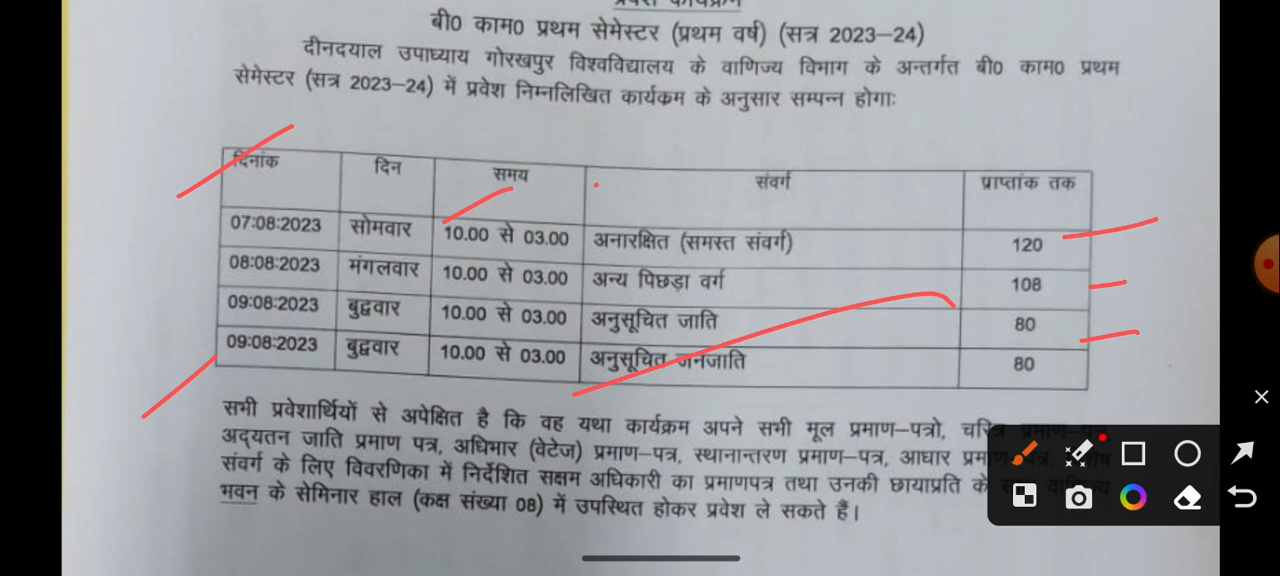 बी0 काम0 प्रथम सेमेस्टर (प्रथम वर्ष) (सत्र 2023–24)
दीनदयाल उपाध्याय गोरखपुर विश्वविद्यालय के वाणिज्य विभाग के अन्तर्गत बी0 काम0 प्रथम
सेमेस्टर (सत्र 2023–24) में प्रवेश निम्नलिखित कार्यक्रम के अनुसार सम्पन्न होगाः
दिनांक दिन समय संवर्ग प्राप्तांक तक
07:08:2023 सोमवार 10.00 से 03.00 अनारक्षित (समस्त संवर्ग) 120
08:08:2023 मंगलवार 10.00 से 03.00 अन्य पिछड़ा वर्ग 108
09:08:2023 बुद्ववार 10.00 से 03.00 अनुसूचित जाति 80
09:08:2023 बुद्ववार 10.00 से 03.00 अनुसूचित जनजाति 80
सभी प्रवेशार्थियों से अपेक्षित है कि वह यथा कार्यक्रम अपने सभी मूल प्रमाण–पत्रो, चरित्र प्रमाण–पत्र,
अद्यतन जाति प्रमाण पत्र, अधिभार (वेटेज) प्रमाण–पत्र, स्थानान्तरण प्रमाण–पत्र, आधार
संवर्ग के लिए विवरणिका में निर्देशित सक्षम अधिकारी का प्रमाणपत्र तथा उनकी छायाप्रति के
भवन के सेमिनार हाल (कक्ष संख्या 08) में उपस्थित होकर प्रवेश ले सकते हैं।